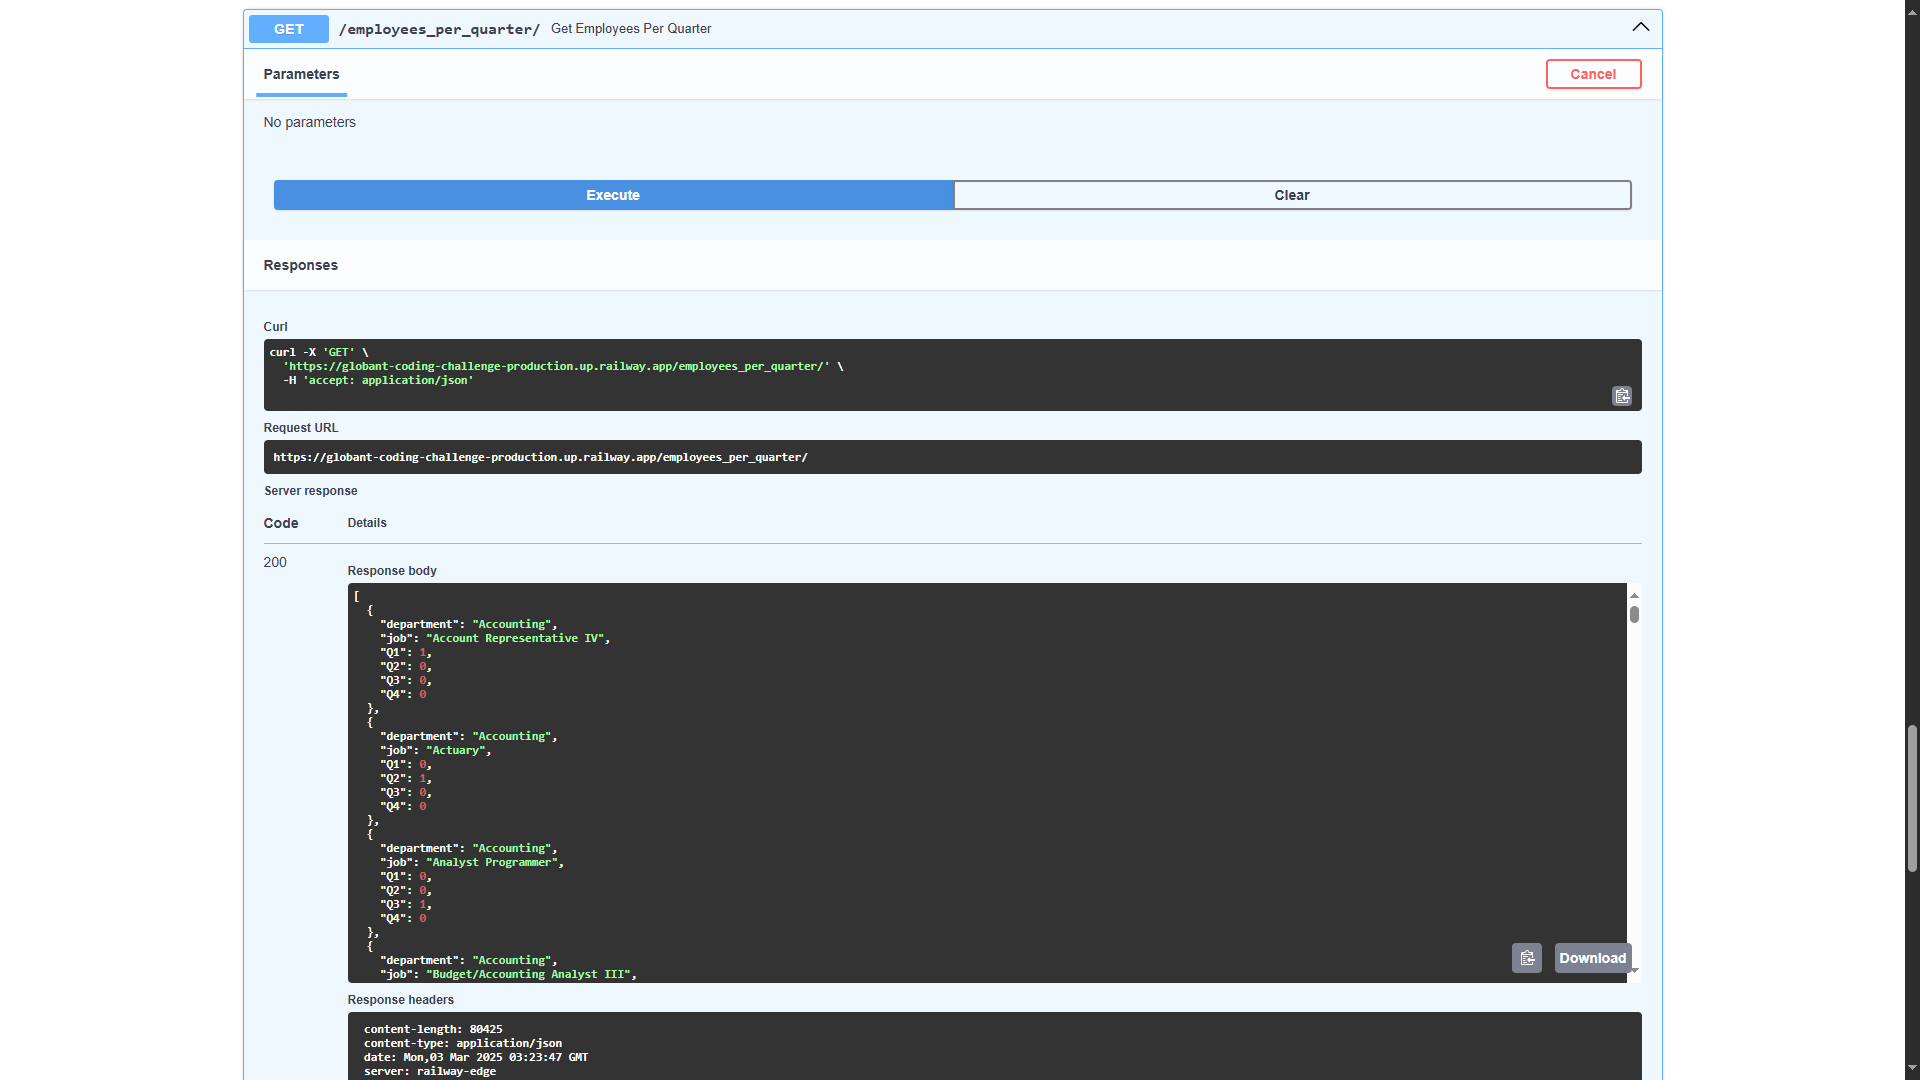 GET /employees_per_quarter/ Get Employees Per Quarter
Parameters
Cancel
No parameters
Execute
Clear
Responses
Curl
curl -X 'GET' \
  'https://globant-coding-challenge-production.up.railway.app/employees_per_quarter/' \
  -H 'accept: application/json'
Request URL
https://globant-coding-challenge-production.up.railway.app/employees_per_quarter/
Server response
Code Details
200
Response body
[
  {
    "department": "Accounting",
    "job": "Account Representative IV",
    "Q1": 1,
    "Q2": 0,
    "Q3": 0,
    "Q4": 0
  },
  {
    "department": "Accounting",
    "job": "Actuary",
    "Q1": 0,
    "Q2": 1,
    "Q3": 0,
    "Q4": 0
  },
  {
    "department": "Accounting",
    "job": "Analyst Programmer",
    "Q1": 0,
    "Q2": 0,
    "Q3": 1,
    "Q4": 0
  },
  {
    "department": "Accounting",
    "job": "Budget/Accounting Analyst III",
Download
Response headers
content-length: 80425
content-type: application/json
date: Mon,03 Mar 2025 03:23:47 GMT
server: railway-edge